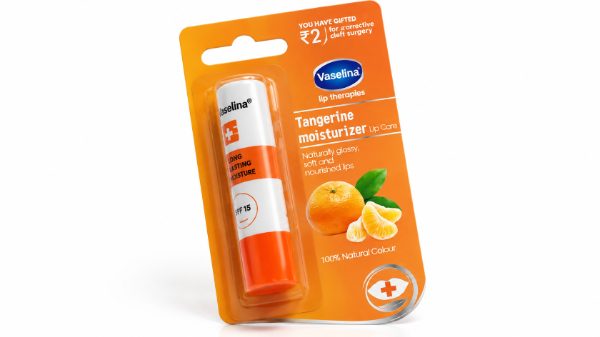 YOU HAVE GIFTED
₹2 for corrective
cleft surgery
Vaselina
lip therapies
Tangerine
moisturizer Lip Care
Naturally glossy,
soft and
nourished lips
100% Natural Colour
Vaselina®
LONG
LASTING
MOISTURE
SPF 15